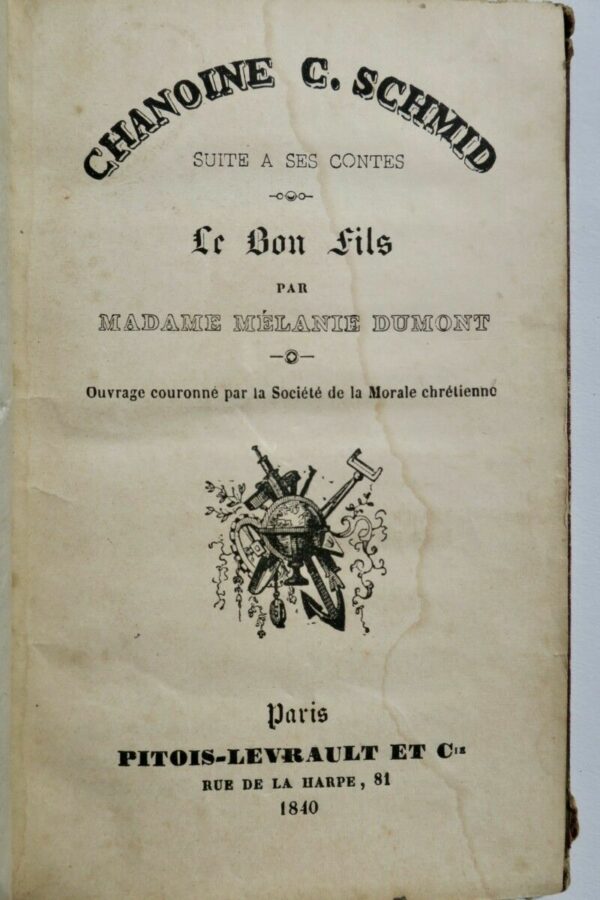 CHANOINE C. SCHMID
SUITE A SES CONTES
Le Bon Fils
PAR
MADAME MÉLANIE DUMONT
Ouvrage couronné par la Société de la Morale chrétienne
Paris
PITOIS-LEVRAULT ET Cie
RUE DE LA HARPE, 81
1840